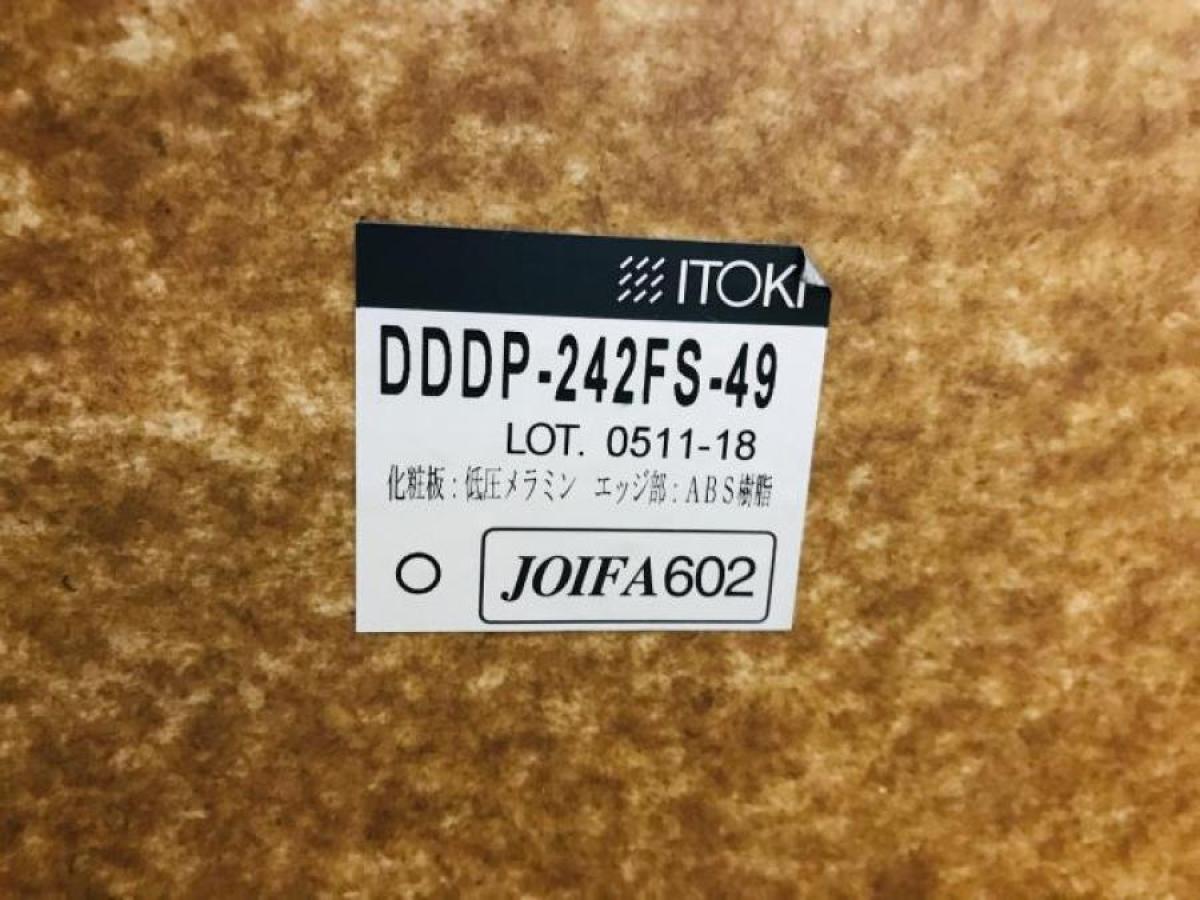 ITOKI
DDDP-242FS-49
LOT. 0511-18
化粧板:低圧メラミン エッジ部:ABS樹脂
○ JOIFA602